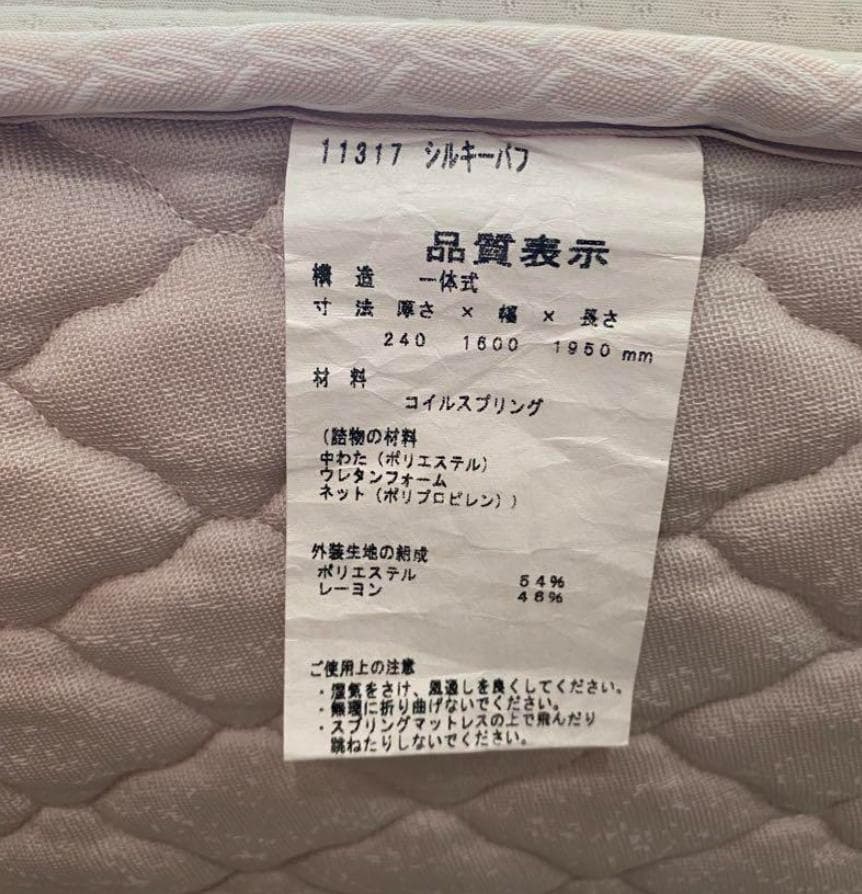 11317 シルキーパフ
品質表示
構 造 一体式
寸 法 厚さ × 幅 × 長さ
240 1600 1950 mm
材 料
コイルスプリング
(詰物の材料
中わた(ポリエステル)
ウレタンフォーム
ネット(ポリプロピレン))
外装生地の組成
ポリエステル 54%
レーヨン 46%
ご使用上の注意
・湿気をさけ、風通しを良くしてください。
・無理に折り曲げないでください。
・スプリングマットレスの上で飛んだり
跳ねたりしないでください。